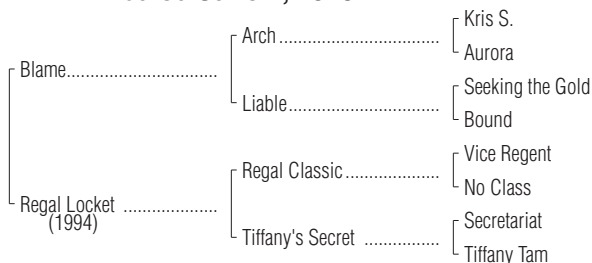 Kris S.
Arch
Aurora
Blame
Seeking the Gold
Liable
Bound
Vice Regent
Regal Classic
No Class
Regal Locket
(1994)
Secretariat
Tiffany's Secret
Tiffany Tam